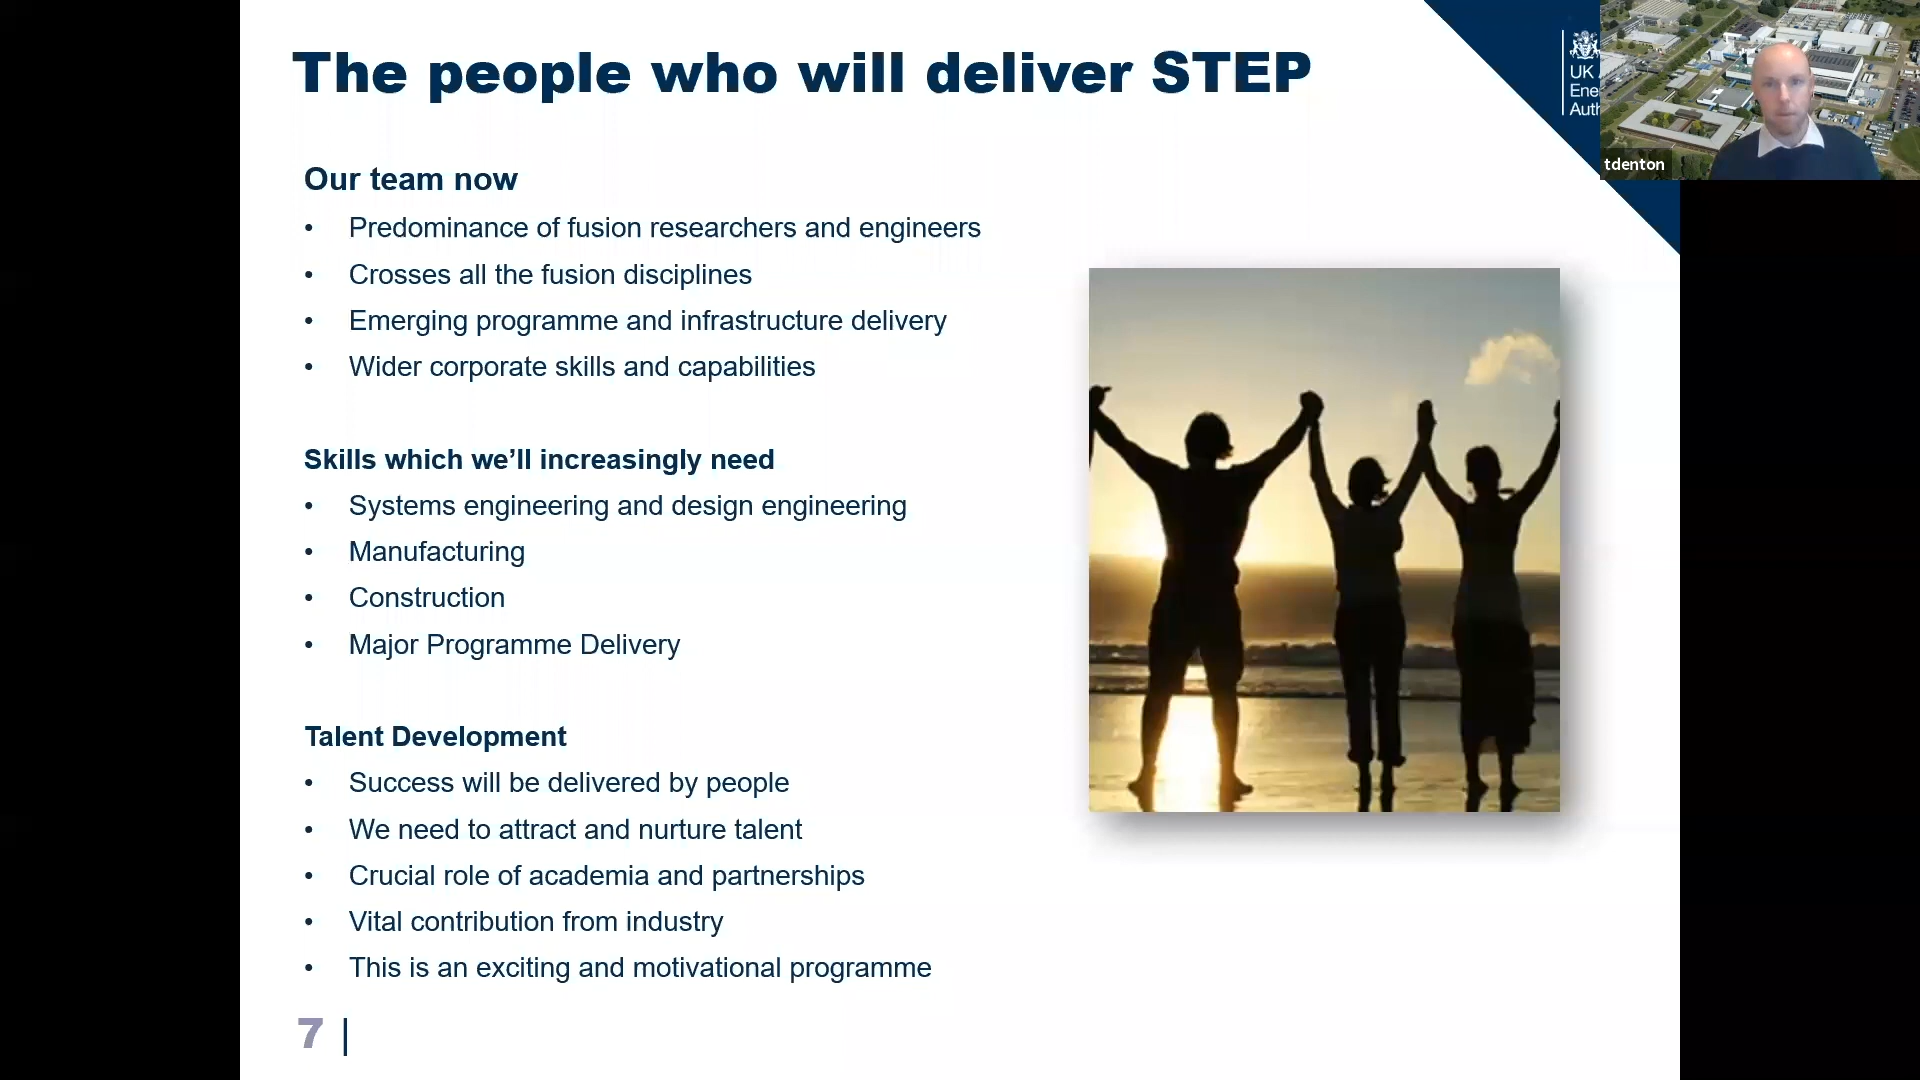 The people who will deliver STEP
UK
Ene
Auth
tdenton
Our team now
• Predominance of fusion researchers and engineers
• Crosses all the fusion disciplines
• Emerging programme and infrastructure delivery
• Wider corporate skills and capabilities
Skills which we’ll increasingly need
• Systems engineering and design engineering
• Manufacturing
• Construction
• Major Programme Delivery
Talent Development
• Success will be delivered by people
• We need to attract and nurture talent
• Crucial role of academia and partnerships
• Vital contribution from industry
• This is an exciting and motivational programme
7 |